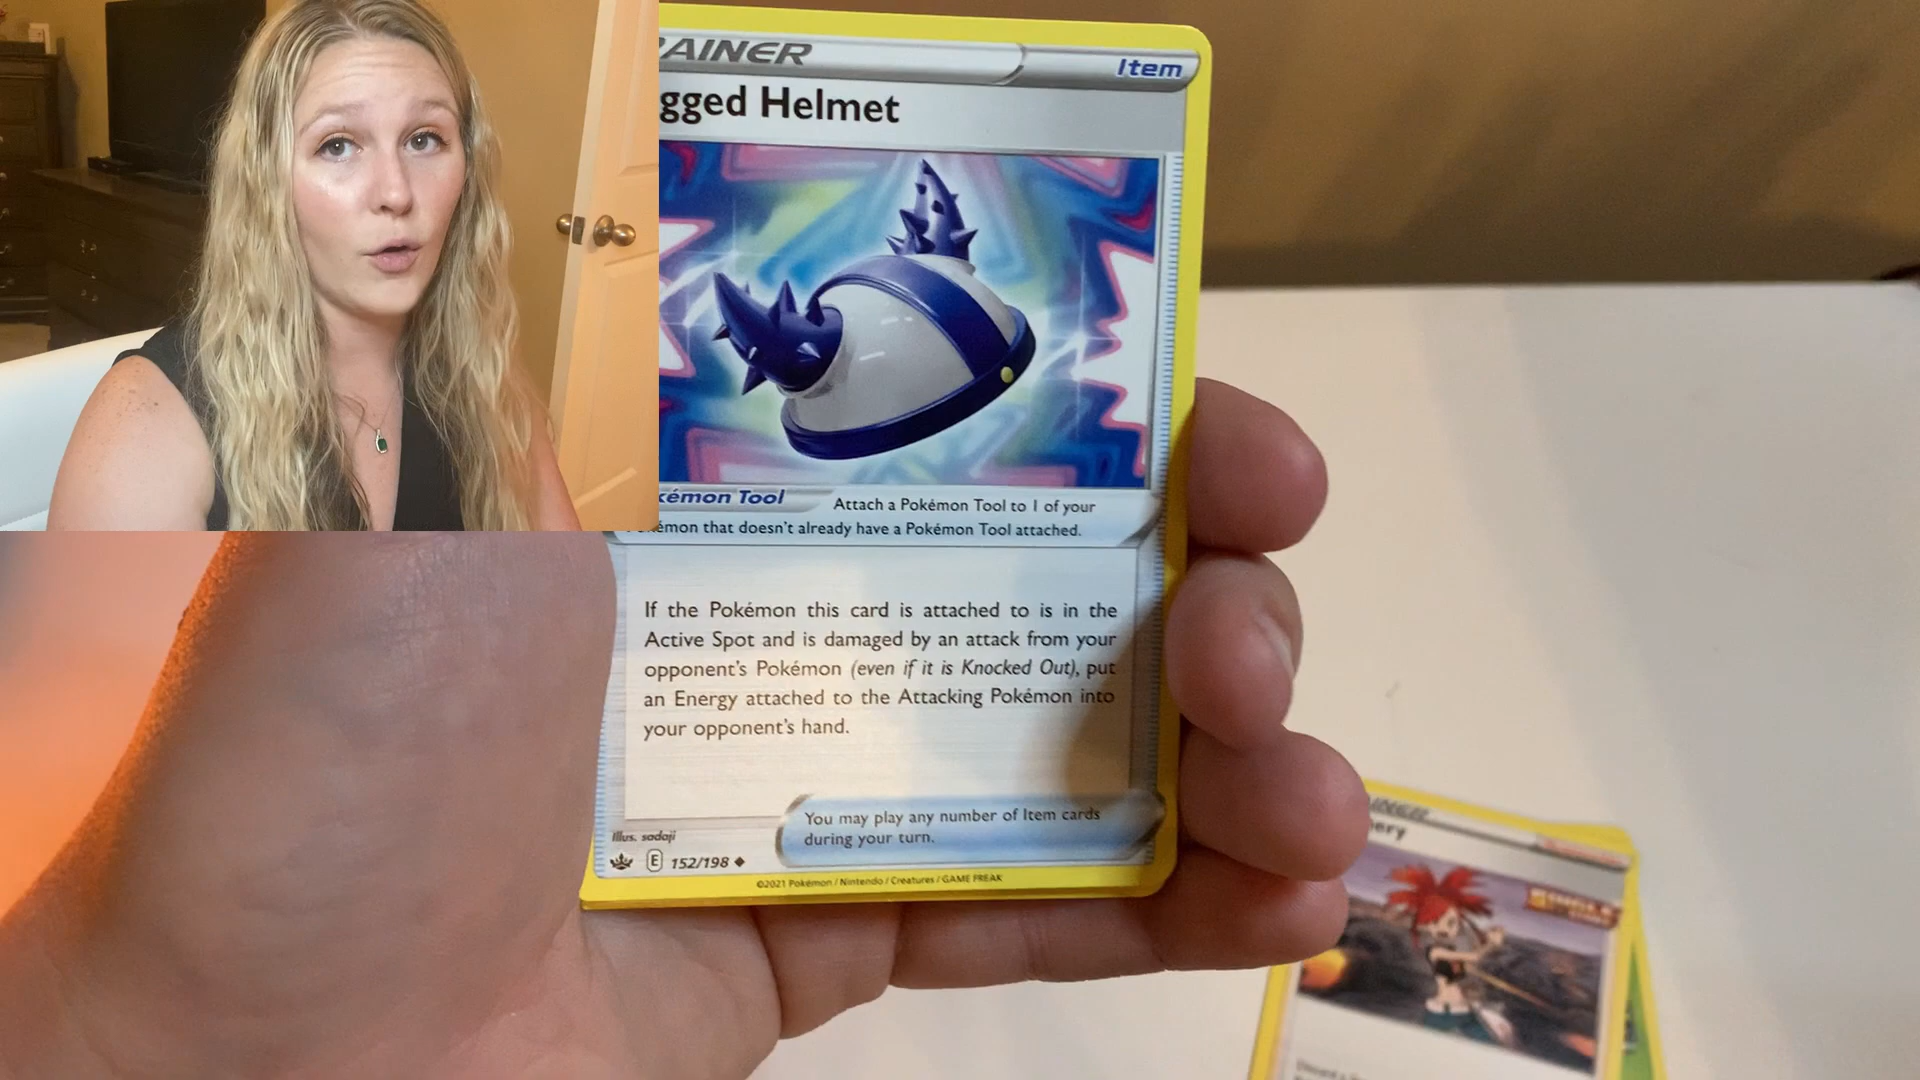 AINER
Item
gged Helmet
kémon Tool
Attach a Pokémon Tool to 1 of your
émon that doesn't already have a Pokémon Tool attached.
If the Pokémon this card is attached to is in the
Active Spot and is damaged by an attack from your
opponent's Pokémon (even if it is Knocked Out), put
an Energy attached to the Attacking Pokémon into
your opponent's hand.
You may play any number of Item cards
during your turn.
Illus. sadaji
E 152/198
©2021 Pokémon / Nintendo / Creatures / GAME FREAK
INER
ery
SINGLE